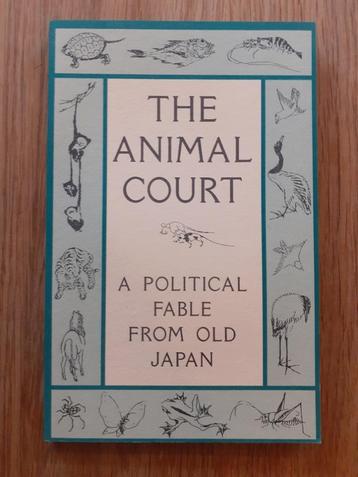 THE
ANIMAL
COURT
A POLITICAL
FABLE
FROM OLD
JAPAN